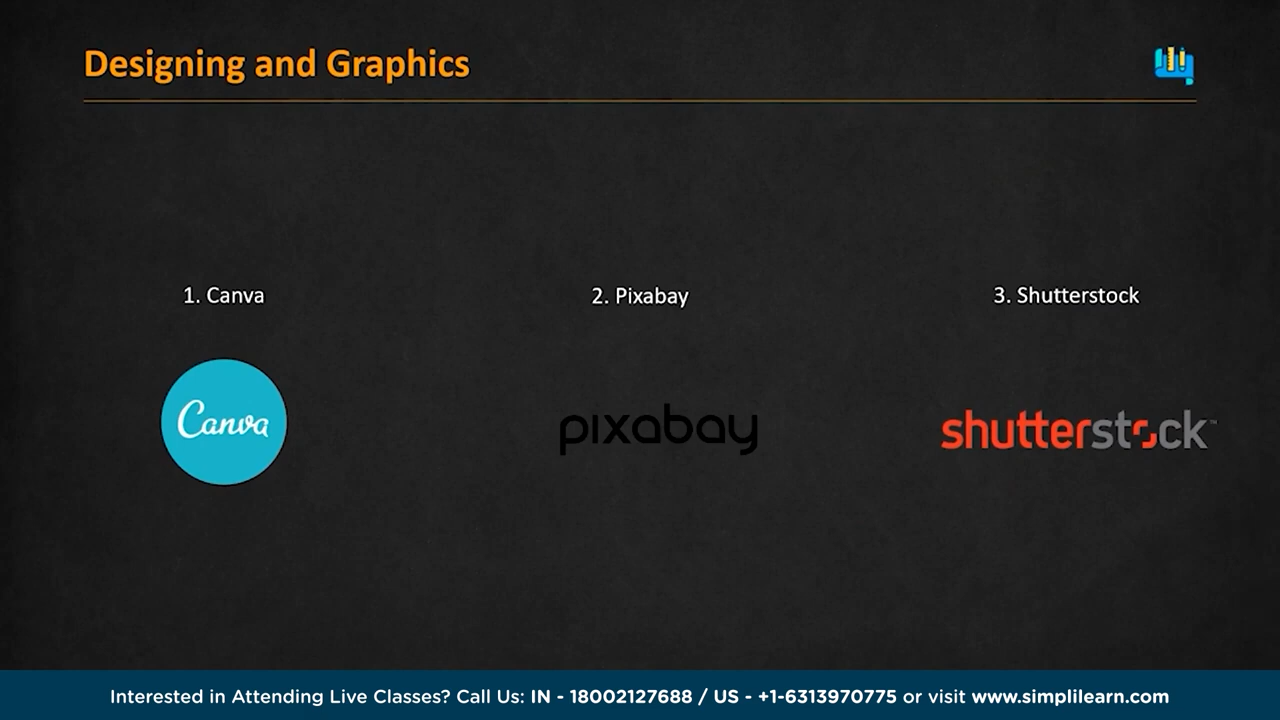 Designing and Graphics
1. Canva
2. Pixabay
3. Shutterstock
Canva
pixabay
shutterstock™
Interested in Attending Live Classes? Call Us: IN - 18002127688 / US - +1-6313970775 or visit www.simplilearn.com